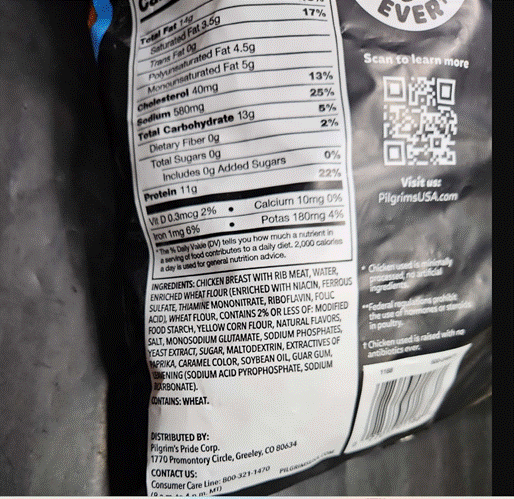 EVER!
17%
Total Fat 14g
Saturated Fat 3.5g
Trans Fat 0g
Polyunsaturated Fat 4.5g
Monounsaturated Fat 5g
Cholesterol 40mg 13%
Sodium 580mg 25%
Total Carbohydrate 13g 5%
Dietary Fiber 0g 2%
Total Sugars 0g
Includes 0g Added Sugars 0%
Protein 11g 22%
Vit D 0.3mcg 2% • Calcium 10mg 0%
Iron 1mg 6% • Potas 180mg 4%
*The % Daily Value (DV) tells you how much a nutrient in
a serving of food contributes to a daily diet. 2,000 calories
a day is used for general nutrition advice.
INGREDIENTS: CHICKEN BREAST WITH RIB MEAT, WATER,
ENRICHED WHEAT FLOUR (ENRICHED WITH NIACIN, FERROUS
SULFATE, THIAMINE MONONITRATE, RIBOFLAVIN, FOLIC
ACID), WHEAT FLOUR, CONTAINS 2% OR LESS OF: MODIFIED
FOOD STARCH, YELLOW CORN FLOUR, NATURAL FLAVORS,
SALT, MONOSODIUM GLUTAMATE, SODIUM PHOSPHATES,
YEAST EXTRACT, SUGAR, MALTODEXTRIN, EXTRACTIVES OF
PAPRIKA, CARAMEL COLOR, SOYBEAN OIL, GUAR GUM,
(SODIUM ACID PYROPHOSPHATE, SODIUM
CONTAINS: WHEAT.
DISTRIBUTED BY:
Pilgrim's Pride Corp.
1770 Promontory Circle, Greeley, CO 80634
CONTACT US:
Consumer Care Line: 800-321-1470
Scan to learn more
Visit us:
PilgrimsUSA.com
* Chicken used is minimally
processed, no artificial
ingredients.
**Federal regulations prohibit
the use of hormones or steroids
in poultry.
† Chicken used is raised with no
antibiotics ever.